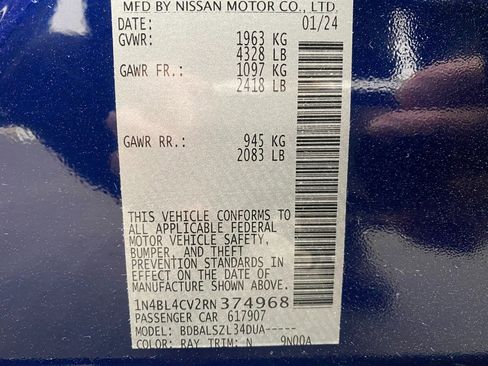 MFD BY NISSAN MOTOR CO., LTD.
DATE: 01/24
GVWR: 1963 KG
4328 LB
GAWR FR.: 1097 KG
2418 LB
GAWR RR.: 945 KG
2083 LB
THIS VEHICLE CONFORMS TO
ALL APPLICABLE FEDERAL
MOTOR VEHICLE SAFETY,
BUMPER, AND THEFT
PREVENTION STANDARDS IN
EFFECT ON THE DATE OF
MANUFACTURE SHOWN ABOVE.
1N4BL4CV2RN374968
PASSENGER CAR 617907
MODEL: BDBALSZL34DUA-----
COLOR: RAY TRIM: N 9N00A